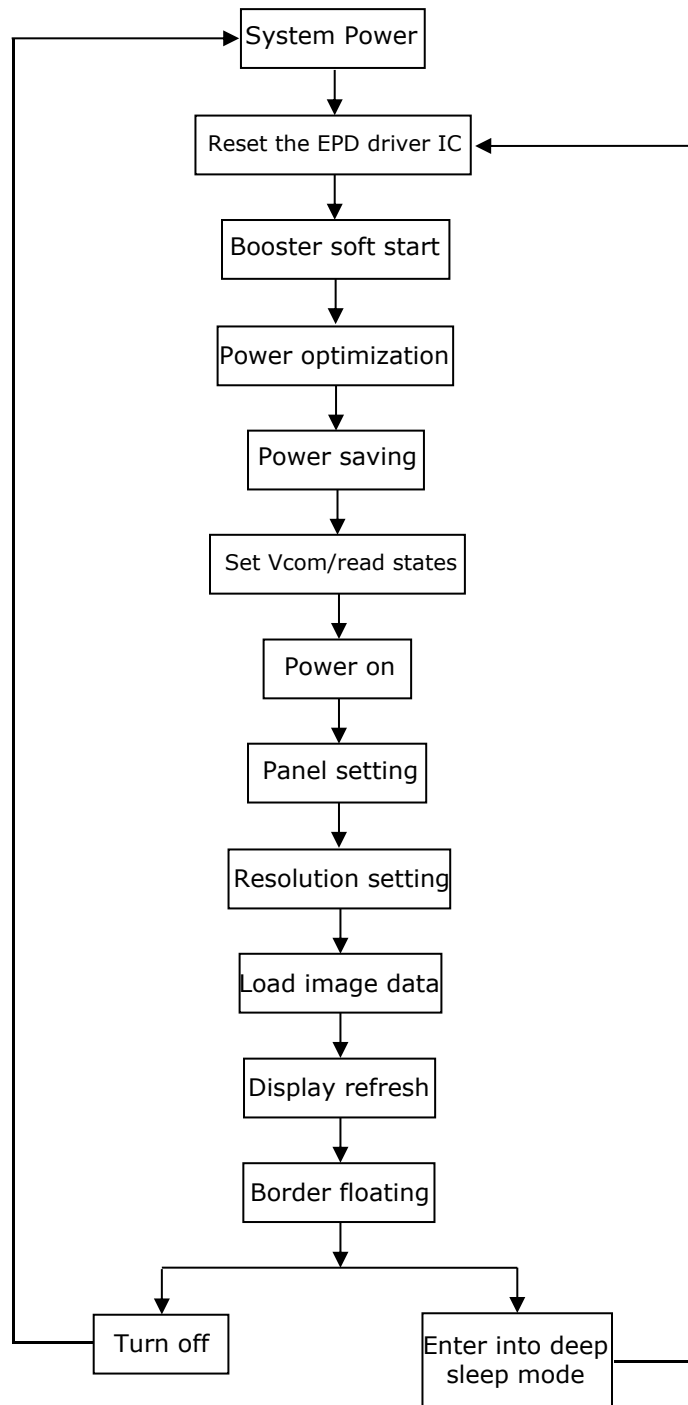 System Power
Reset the EPD driver IC
Booster soft start
Power optimization
Power saving
Set Vcom/read states
Power on
Panel setting
Resolution setting
Load image data
Display refresh
Border floating
Turn off
Enter into deep
sleep mode